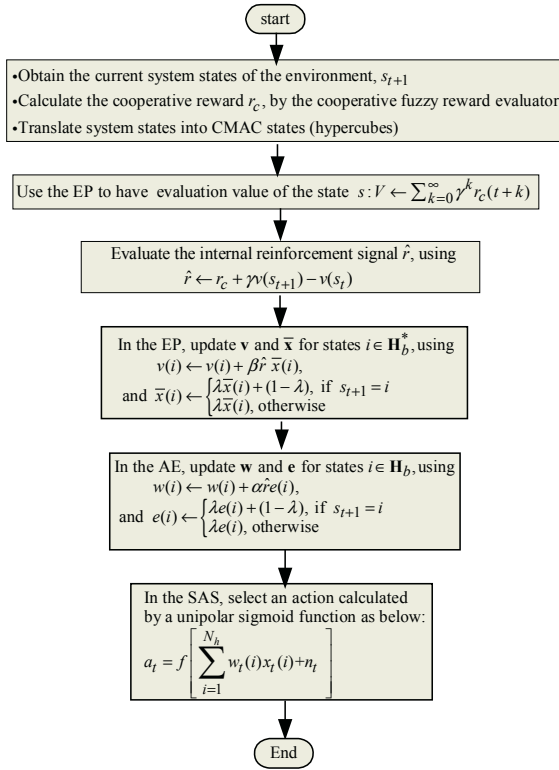 start
•Obtain the current system states of the environment, s_{t+1}
•Calculate the cooperative reward r_c, by the cooperative fuzzy reward evaluator
•Translate system states into CMAC states (hypercubes)
Use the EP to have evaluation value of the state s : V ← ∑_{k=0}^{∞} γ^k r_c(t + k)
Evaluate the internal reinforcement signal r̂, using
r̂ ← r_c + γv(s_{t+1}) − v(s_t)
In the EP, update v and x̅ for states i ∈ H_b^*, using
v(i) ← v(i) + βr̂ x̅(i),
and x̅(i) ← { λx̅(i) + (1 − λ), if s_{t+1} = i
λx̅(i), otherwise
In the AE, update w and e for states i ∈ H_b, using
w(i) ← w(i) + αr̂e(i),
and e(i) ← { λe(i) + (1 − λ), if s_{t+1} = i
λe(i), otherwise
In the SAS, select an action calculated
by a unipolar sigmoid function as below:
a_t = f [ ∑_{i=1}^{N_h} w_t(i)x_t(i)+n_t ]
End